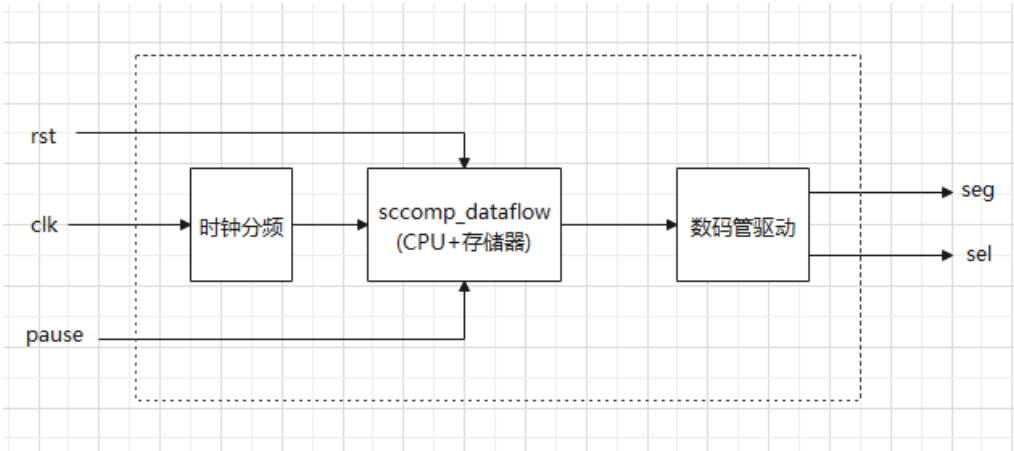 rst
clk
pause
时钟分频
sccomp_dataflow
(CPU+存储器)
数码管驱动
seg
sel